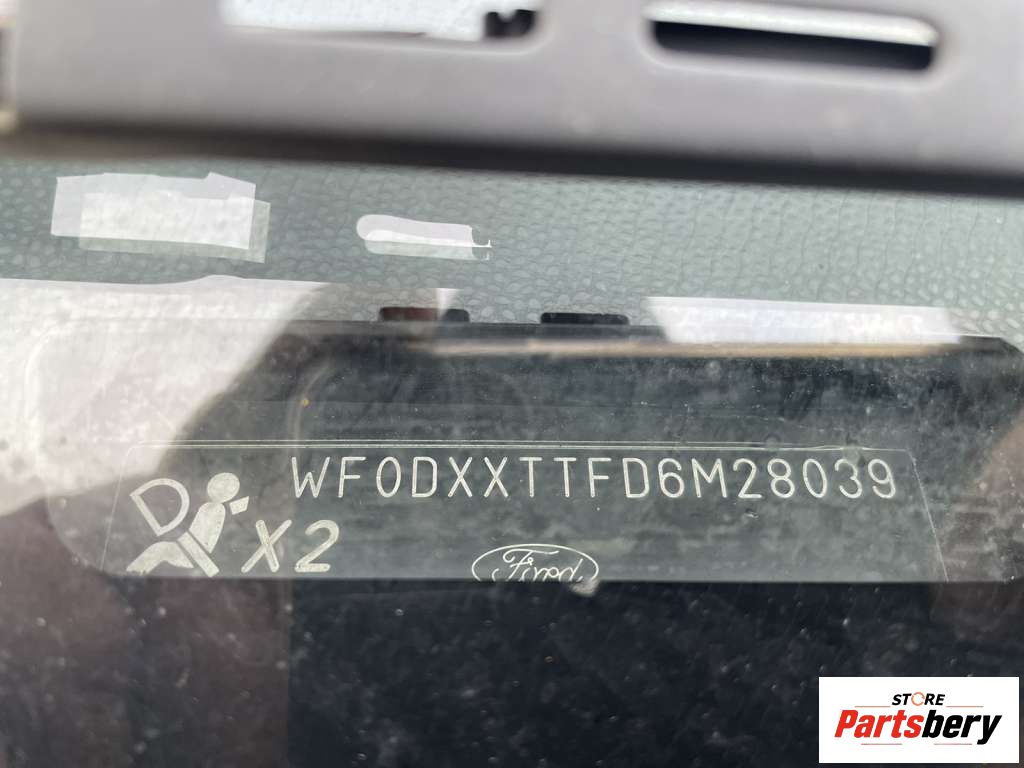 WF0DXXTTFD6M28039
X2
Ford
STORE
Partsbery